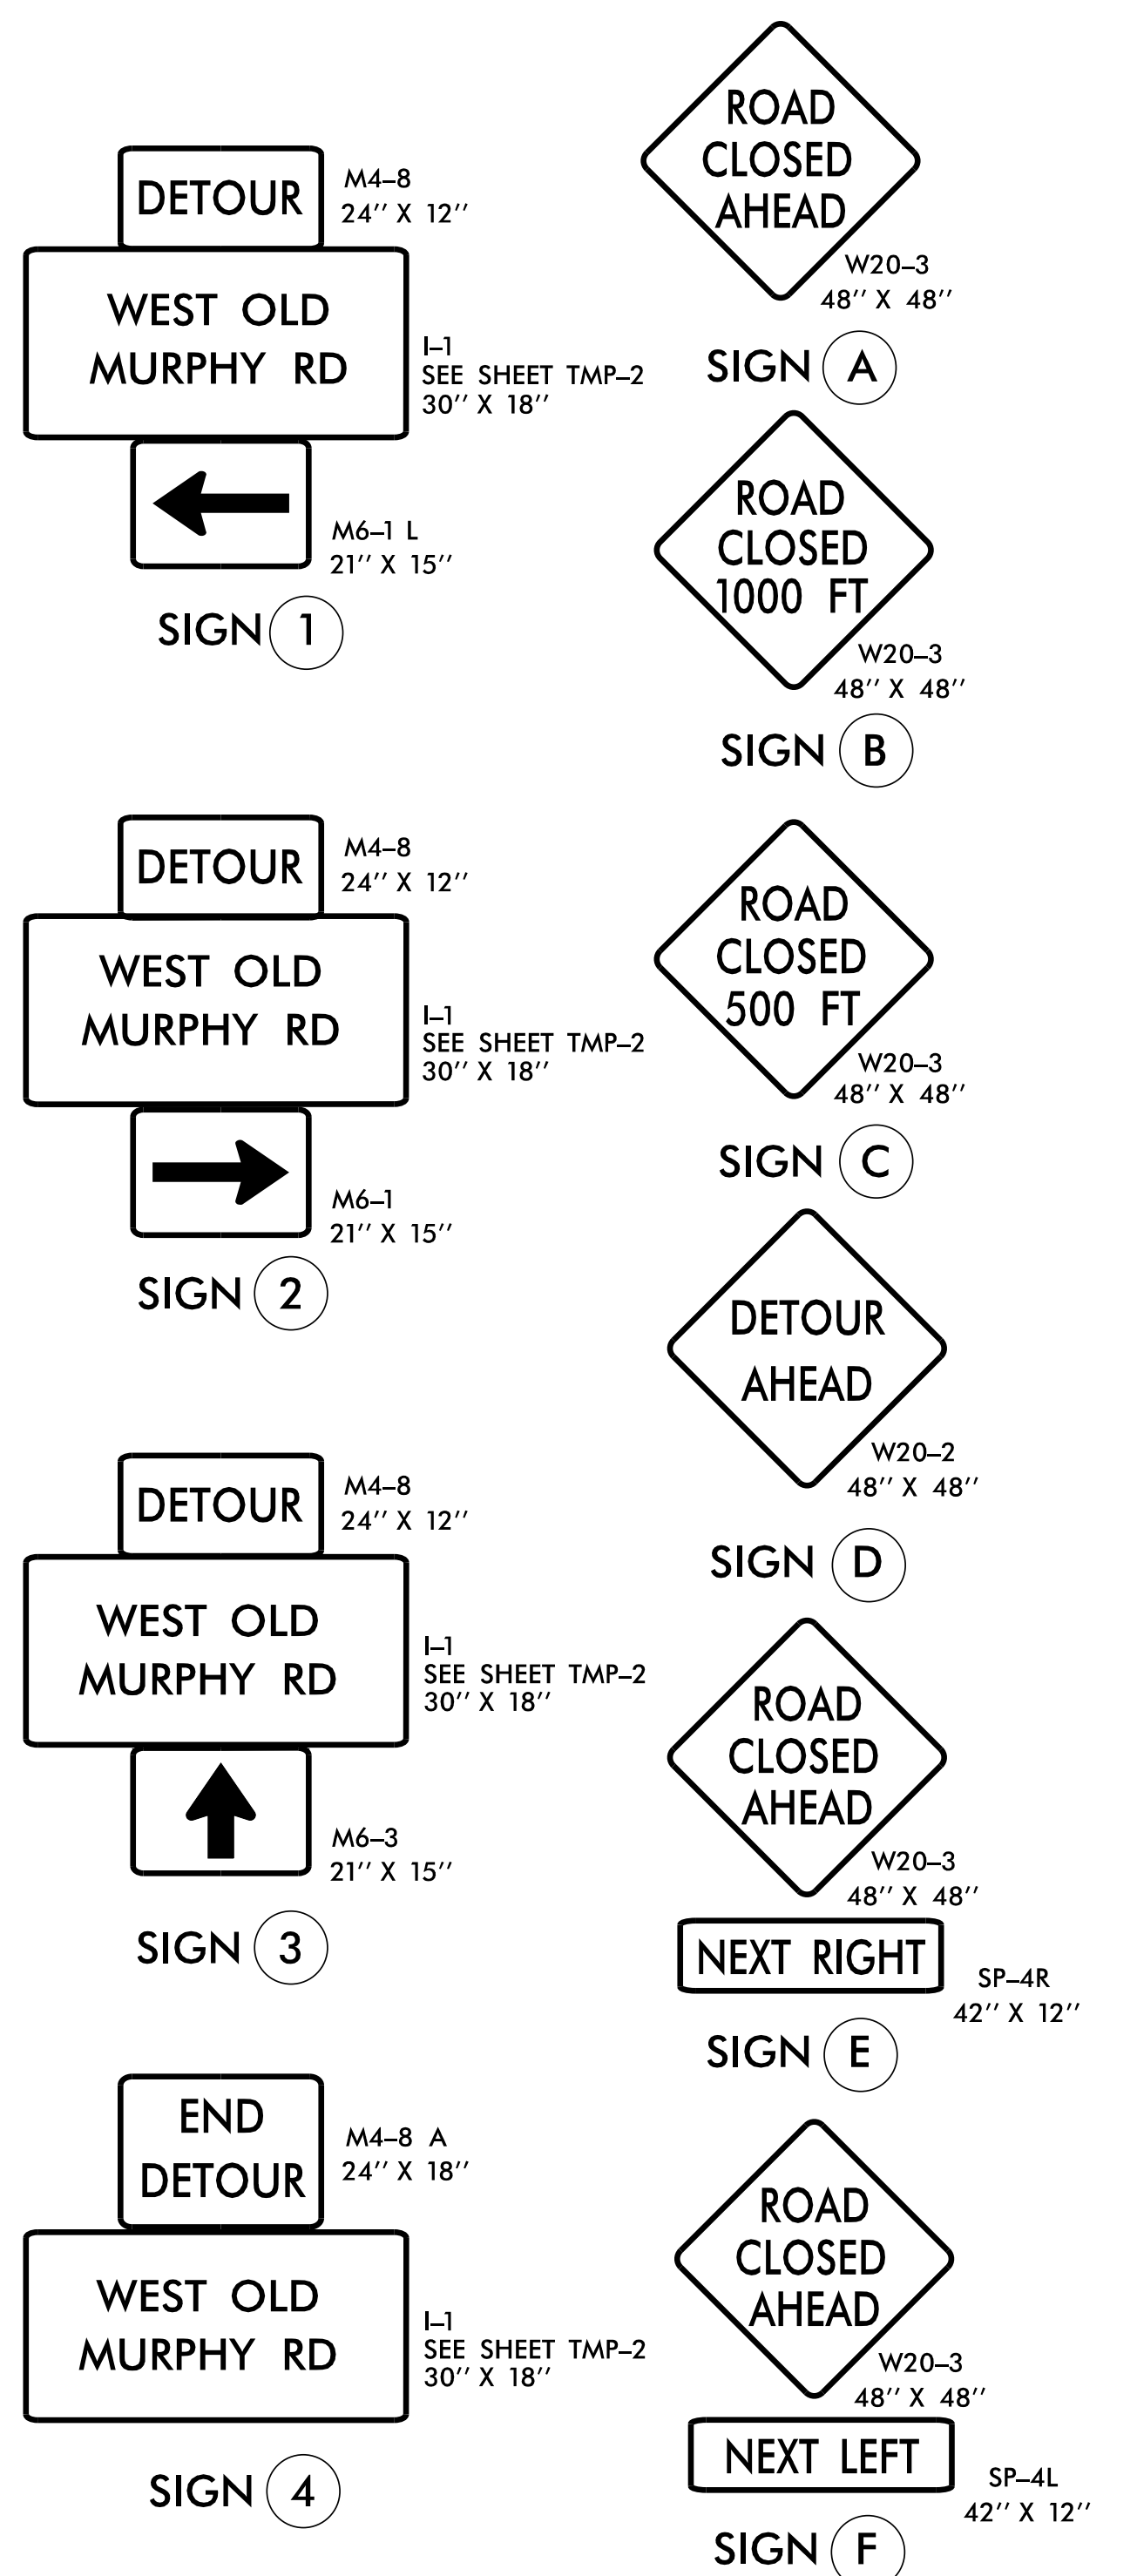 DETOUR
M4–8
24’’ X 12’’
WEST OLD
MURPHY RD
I–1
SEE SHEET TMP–2
30’’ X 18’’
M6–1 L
21’’ X 15’’
SIGN 1
DETOUR
M4–8
24’’ X 12’’
WEST OLD
MURPHY RD
I–1
SEE SHEET TMP–2
30’’ X 18’’
M6–1
21’’ X 15’’
SIGN 2
DETOUR
M4–8
24’’ X 12’’
WEST OLD
MURPHY RD
I–1
SEE SHEET TMP–2
30’’ X 18’’
M6–3
21’’ X 15’’
SIGN 3
END
DETOUR
M4–8 A
24’’ X 18’’
WEST OLD
MURPHY RD
I–1
SEE SHEET TMP–2
30’’ X 18’’
SIGN 4
ROAD
CLOSED
AHEAD
W20–3
48’’ X 48’’
SIGN A
ROAD
CLOSED
1000 FT
W20–3
48’’ X 48’’
SIGN B
ROAD
CLOSED
500 FT
W20–3
48’’ X 48’’
SIGN C
DETOUR
AHEAD
W20–2
48’’ X 48’’
SIGN D
ROAD
CLOSED
AHEAD
W20–3
48’’ X 48’’
NEXT RIGHT
SP–4R
42’’ X 12’’
SIGN E
ROAD
CLOSED
AHEAD
W20–3
48’’ X 48’’
NEXT LEFT
SP–4L
42’’ X 12’’
SIGN F